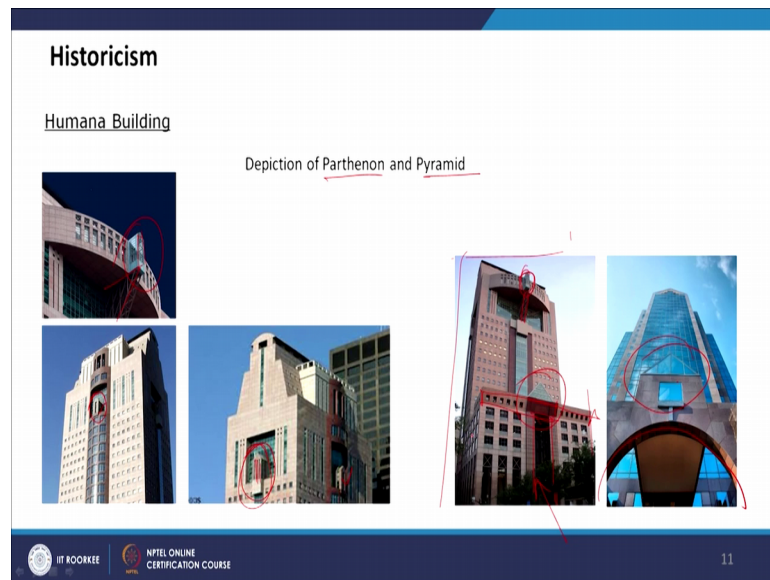 Historicism
Humana Building
Depiction of Parthenon and Pyramid
IIT ROORKEE
NPTEL ONLINE
CERTIFICATION COURSE
11